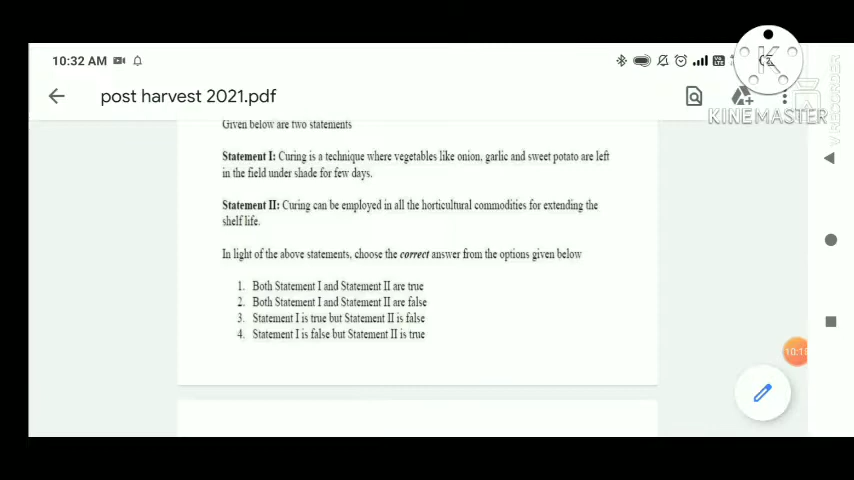 10:32 AM
post harvest 2021.pdf
KINEMASTER
V RECORDER
Given below are two statements
Statement I: Curing is a technique where vegetables like onion, garlic and sweet potato are left
in the field under shade for few days.
Statement II: Curing can be employed in all the horticultural commodities for extending the
shelf life.
In light of the above statements, choose the correct answer from the options given below
1. Both Statement I and Statement II are true
2. Both Statement I and Statement II are false
3. Statement I is true but Statement II is false
4. Statement I is false but Statement II is true